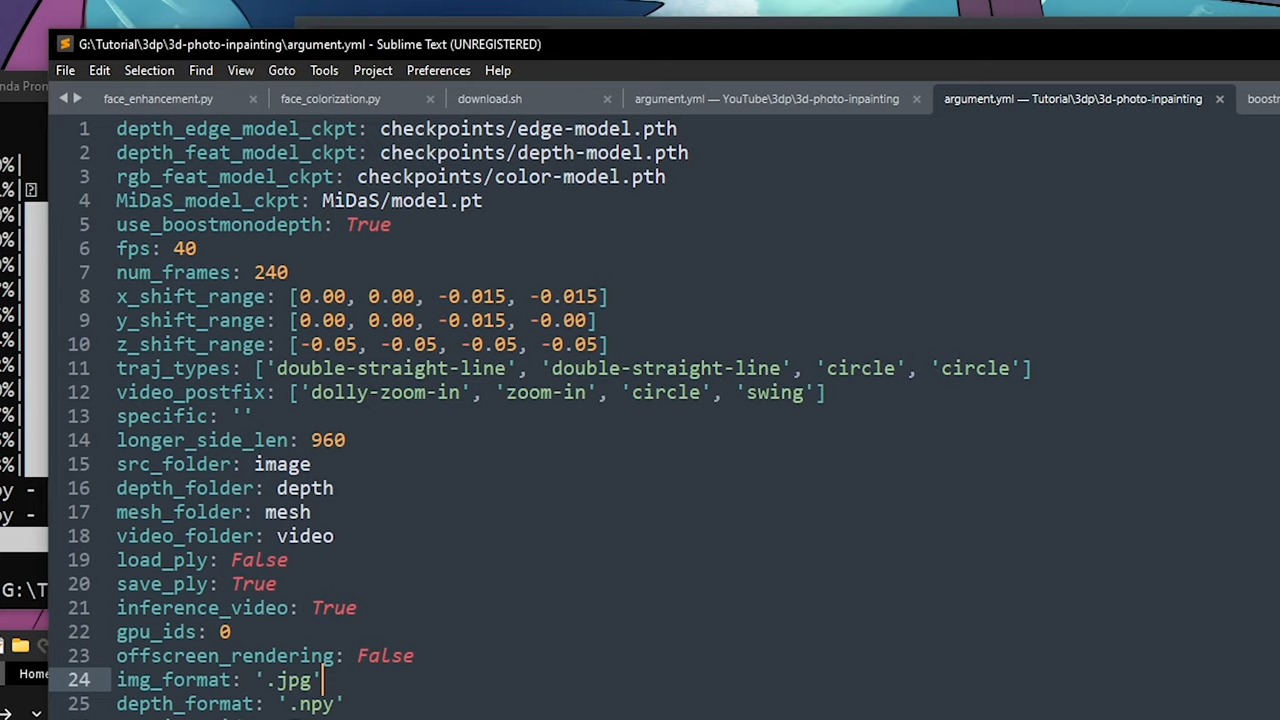 G:\Tutorial\3dp\3d-photo-inpainting\argument.yml - Sublime Text (UNREGISTERED)
File Edit Selection Find View Goto Tools Project Preferences Help
face_enhancement.py face_colorization.py download.sh argument.yml — YouTube\3dp\3d-photo-inpainting argument.yml — Tutorial\3dp\3d-photo-inpainting
1 depth_edge_model_ckpt: checkpoints/edge-model.pth
2 depth_feat_model_ckpt: checkpoints/depth-model.pth
3 rgb_feat_model_ckpt: checkpoints/color-model.pth
4 MiDaS_model_ckpt: MiDaS/model.pt
5 use_boostmonodepth: True
6 fps: 40
7 num_frames: 240
8 x_shift_range: [0.00, 0.00, -0.015, -0.015]
9 y_shift_range: [0.00, 0.00, -0.015, -0.00]
10 z_shift_range: [-0.05, -0.05, -0.05, -0.05]
11 traj_types: ['double-straight-line', 'double-straight-line', 'circle', 'circle']
12 video_postfix: ['dolly-zoom-in', 'zoom-in', 'circle', 'swing']
13 specific: ''
14 longer_side_len: 960
15 src_folder: image
16 depth_folder: depth
17 mesh_folder: mesh
18 video_folder: video
19 load_ply: False
20 save_ply: True
21 inference_video: True
22 gpu_ids: 0
23 offscreen_rendering: False
24 img_format: '.jpg'
25 depth_format: '.npy'
G:\T
Home